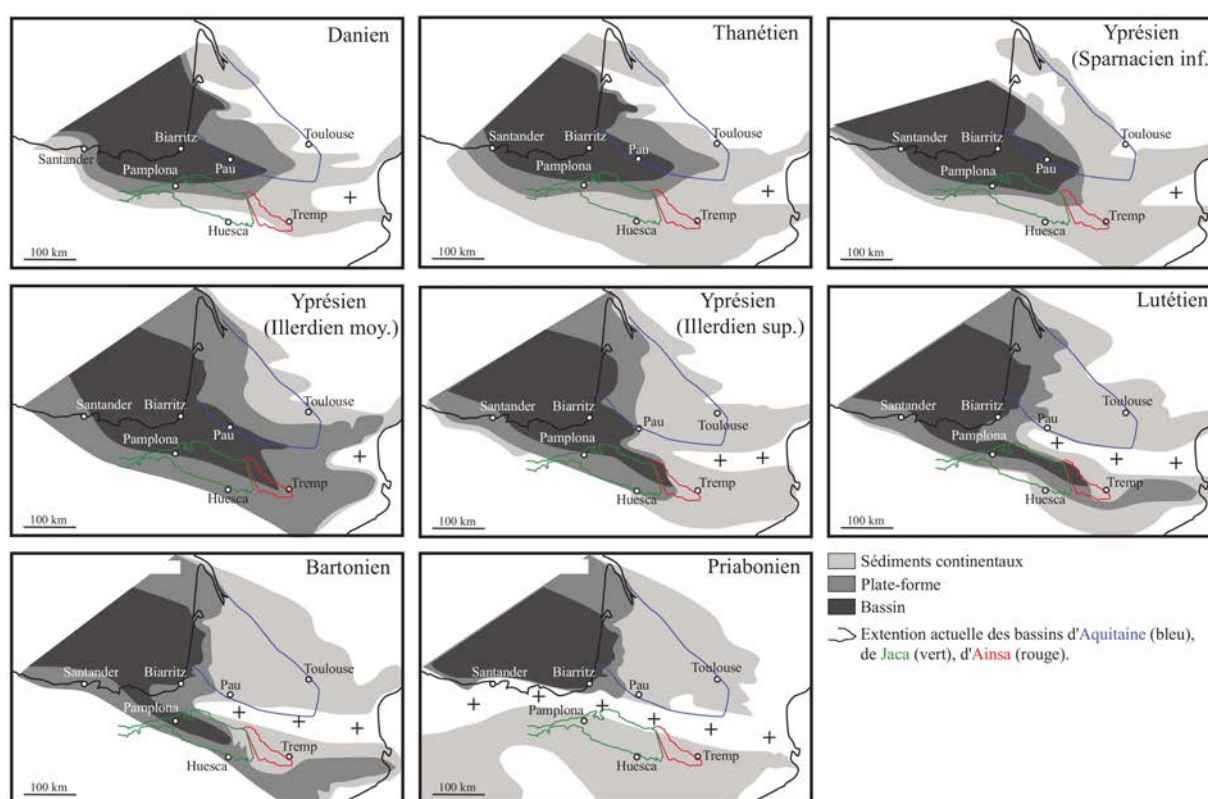 Danien
Santander
Biarritz
Toulouse
Pamplona
Pau
Tremp
Huesca
100 km
Thanétien
Santander
Biarritz
Toulouse
Pamplona
Pau
Tremp
Huesca
100 km
Yprésien
(Sparnacien inf.)
Santander
Biarritz
Toulouse
Pamplona
Pau
Tremp
Huesca
100 km
Yprésien
(Illerdien moy.)
Santander
Biarritz
Toulouse
Pamplona
Pau
Tremp
Huesca
100 km
Yprésien
(Illerdien sup.)
Santander
Biarritz
Toulouse
Pamplona
Pau
Tremp
Huesca
100 km
Lutétien
Santander
Biarritz
Toulouse
Pamplona
Pau
Tremp
Huesca
100 km
Bartonien
Santander
Biarritz
Toulouse
Pamplona
Pau
Tremp
Huesca
100 km
Priabonien
Santander
Biarritz
Toulouse
Pamplona
Pau
Tremp
Huesca
100 km
Sédiments continentaux
Plate-forme
Bassin
Extention actuelle des bassins d'Aquitaine (bleu),
de Jaca (vert), d'Ainsa (rouge).